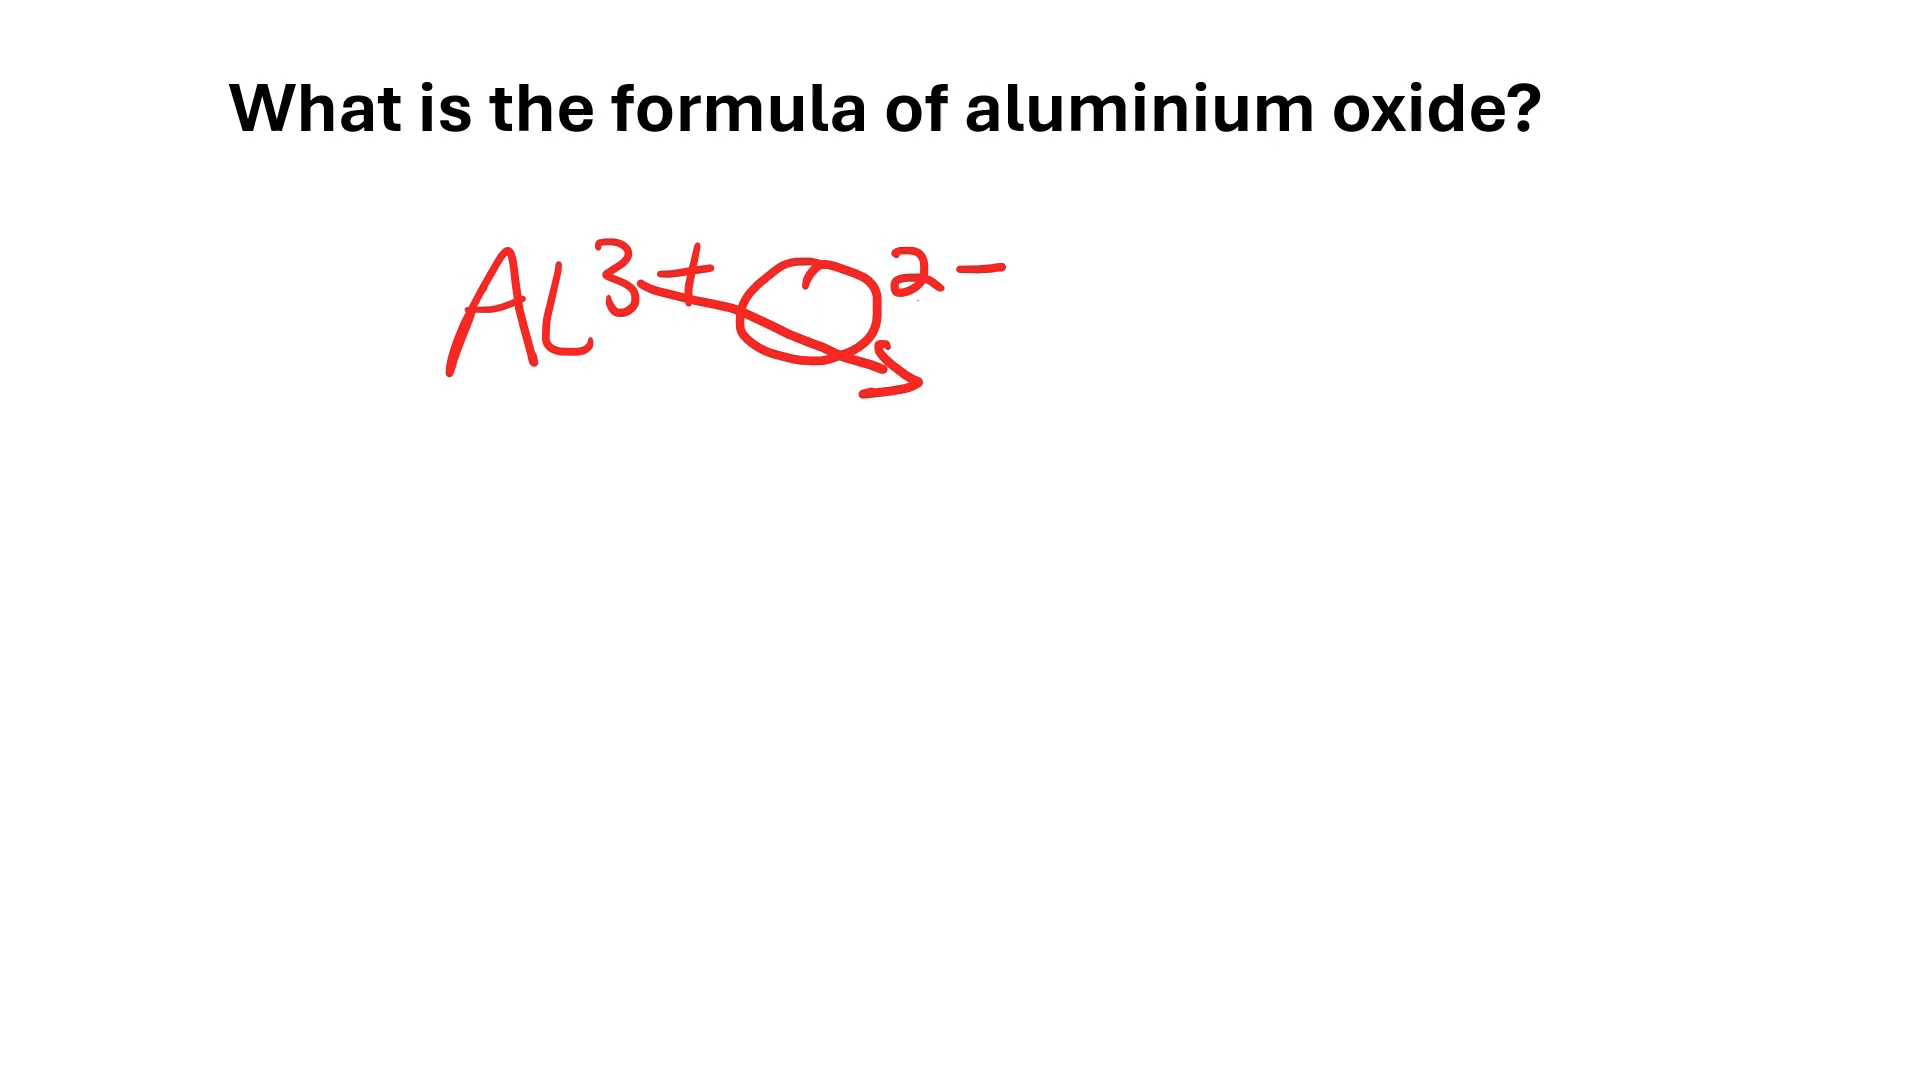 What is the formula of aluminium oxide?
Al³⁺ O²⁻